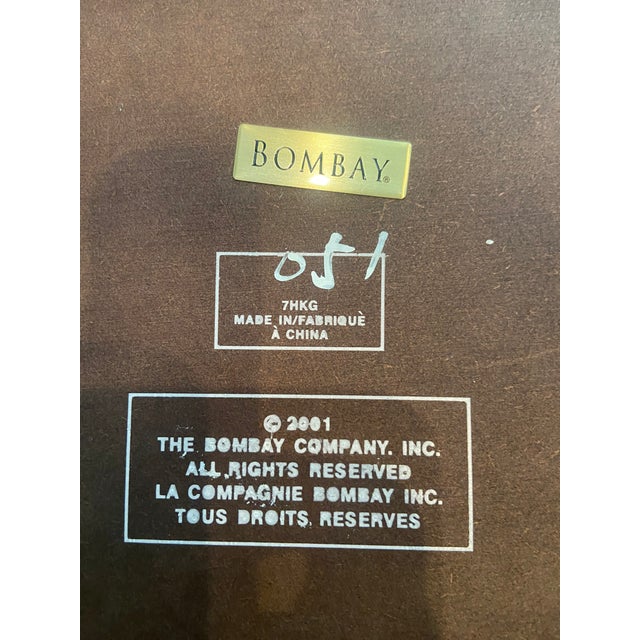 BOMBAY®
051
7HKG
MADE IN/FABRIQUÈ
À CHINA
© 2001
THE BOMBAY COMPANY. INC.
ALL RIGHTS RESERVED
LA COMPAGNIE BOMBAY INC.
TOUS DROITS RESERVES